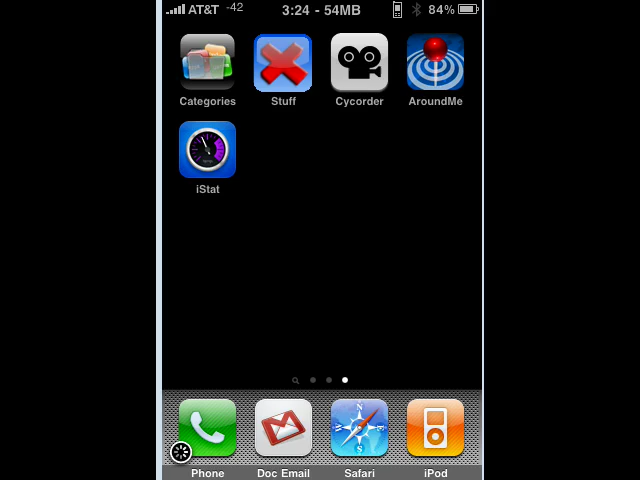 AT&T -42 3:24 - 54MB 84%
Categories Stuff Cycorder AroundMe
iStat
N
W E
S
Phone Doc Email Safari iPod